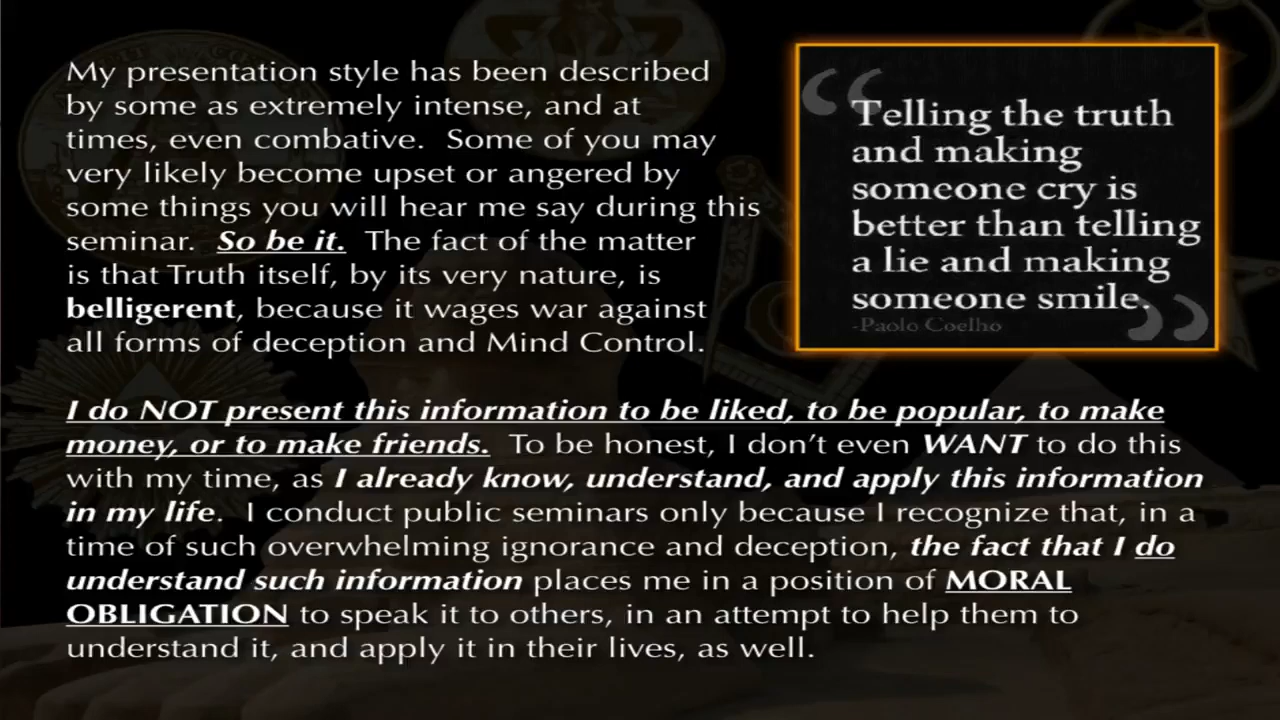 My presentation style has been described
by some as extremely intense, and at
times, even combative.  Some of you may
very likely become upset or angered by
some things you will hear me say during this
seminar.  So be it.  The fact of the matter
is that Truth itself, by its very nature, is
belligerent, because it wages war against
all forms of deception and Mind Control.
“Telling the truth
and making
someone cry is
better than telling
a lie and making
someone smile.”
-Paolo Coelho
I do NOT present this information to be liked, to be popular, to make
money, or to make friends.  To be honest, I don’t even WANT to do this
with my time, as I already know, understand, and apply this information
in my life.  I conduct public seminars only because I recognize that, in a
time of such overwhelming ignorance and deception, the fact that I do
understand such information places me in a position of MORAL
OBLIGATION to speak it to others, in an attempt to help them to
understand it, and apply it in their lives, as well.